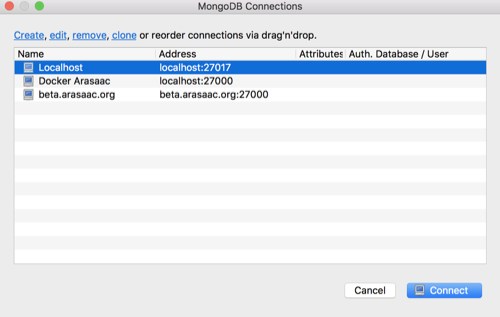 MongoDB Connections
Create, edit, remove, clone or reorder connections via drag'n'drop.
Name Address Attributes Auth. Database / User
Localhost localhost:27017
Docker Arasaac localhost:27000
beta.arasaac.org beta.arasaac.org:27000
Cancel Connect